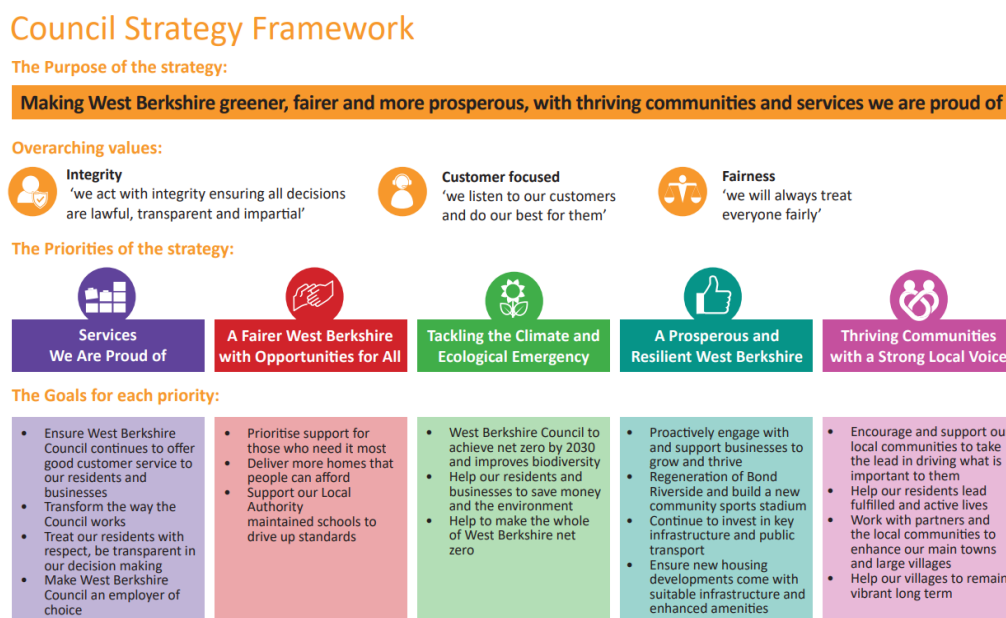 Council Strategy Framework
The Purpose of the strategy:
Making West Berkshire greener, fairer and more prosperous, with thriving communities and services we are proud of
Overarching values:
Integrity
‘we act with integrity ensuring all decisions
are lawful, transparent and impartial’
Customer focused
‘we listen to our customers
and do our best for them’
Fairness
‘we will always treat
everyone fairly’
The Priorities of the strategy:
Services
We Are Proud of
A Fairer West Berkshire
with Opportunities for All
Tackling the Climate and
Ecological Emergency
A Prosperous and
Resilient West Berkshire
Thriving Communities
with a Strong Local Voice
The Goals for each priority:
• Ensure West Berkshire
Council continues to offer
good customer service to
our residents and
businesses
• Transform the way the
Council works
• Treat our residents with
respect, be transparent in
our decision making
• Make West Berkshire
Council an employer of
choice
• Prioritise support for
those who need it most
• Deliver more homes that
people can afford
• Support our Local
Authority
maintained schools to
drive up standards
• West Berkshire Council to
achieve net zero by 2030
and improves biodiversity
• Help our residents and
businesses to save money
and the environment
• Help to make the whole
of West Berkshire net
zero
• Proactively engage with
and support businesses to
grow and thrive
• Regeneration of Bond
Riverside and build a new
community sports stadium
• Continue to invest in key
infrastructure and public
transport
• Ensure new housing
developments come with
suitable infrastructure and
enhanced amenities
• Encourage and support ou
local communities to take
the lead in driving what is
important to them
• Help our residents lead
fulfilled and active lives
• Work with partners and
the local communities to
enhance our main towns
and large villages
• Help our villages to remain
vibrant long term